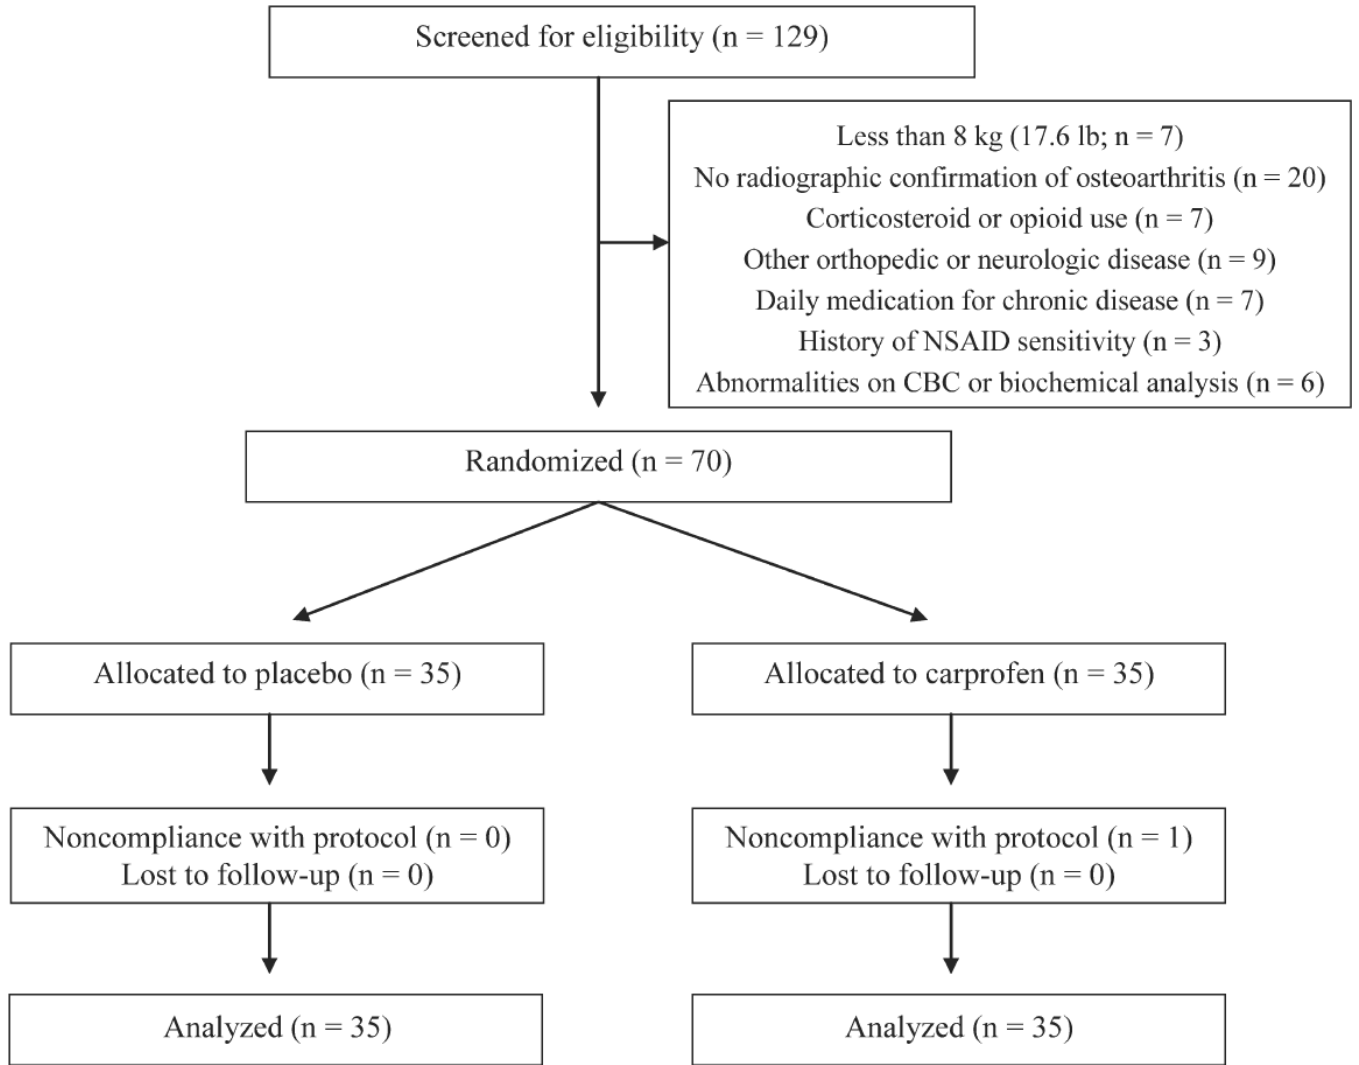 Screened for eligibility (n = 129)
Less than 8 kg (17.6 lb; n = 7)
No radiographic confirmation of osteoarthritis (n = 20)
Corticosteroid or opioid use (n = 7)
Other orthopedic or neurologic disease (n = 9)
Daily medication for chronic disease (n = 7)
History of NSAID sensitivity (n = 3)
Abnormalities on CBC or biochemical analysis (n = 6)
Randomized (n = 70)
Allocated to placebo (n = 35)
Allocated to carprofen (n = 35)
Noncompliance with protocol (n = 0)
Lost to follow-up (n = 0)
Noncompliance with protocol (n = 1)
Lost to follow-up (n = 0)
Analyzed (n = 35)
Analyzed (n = 35)